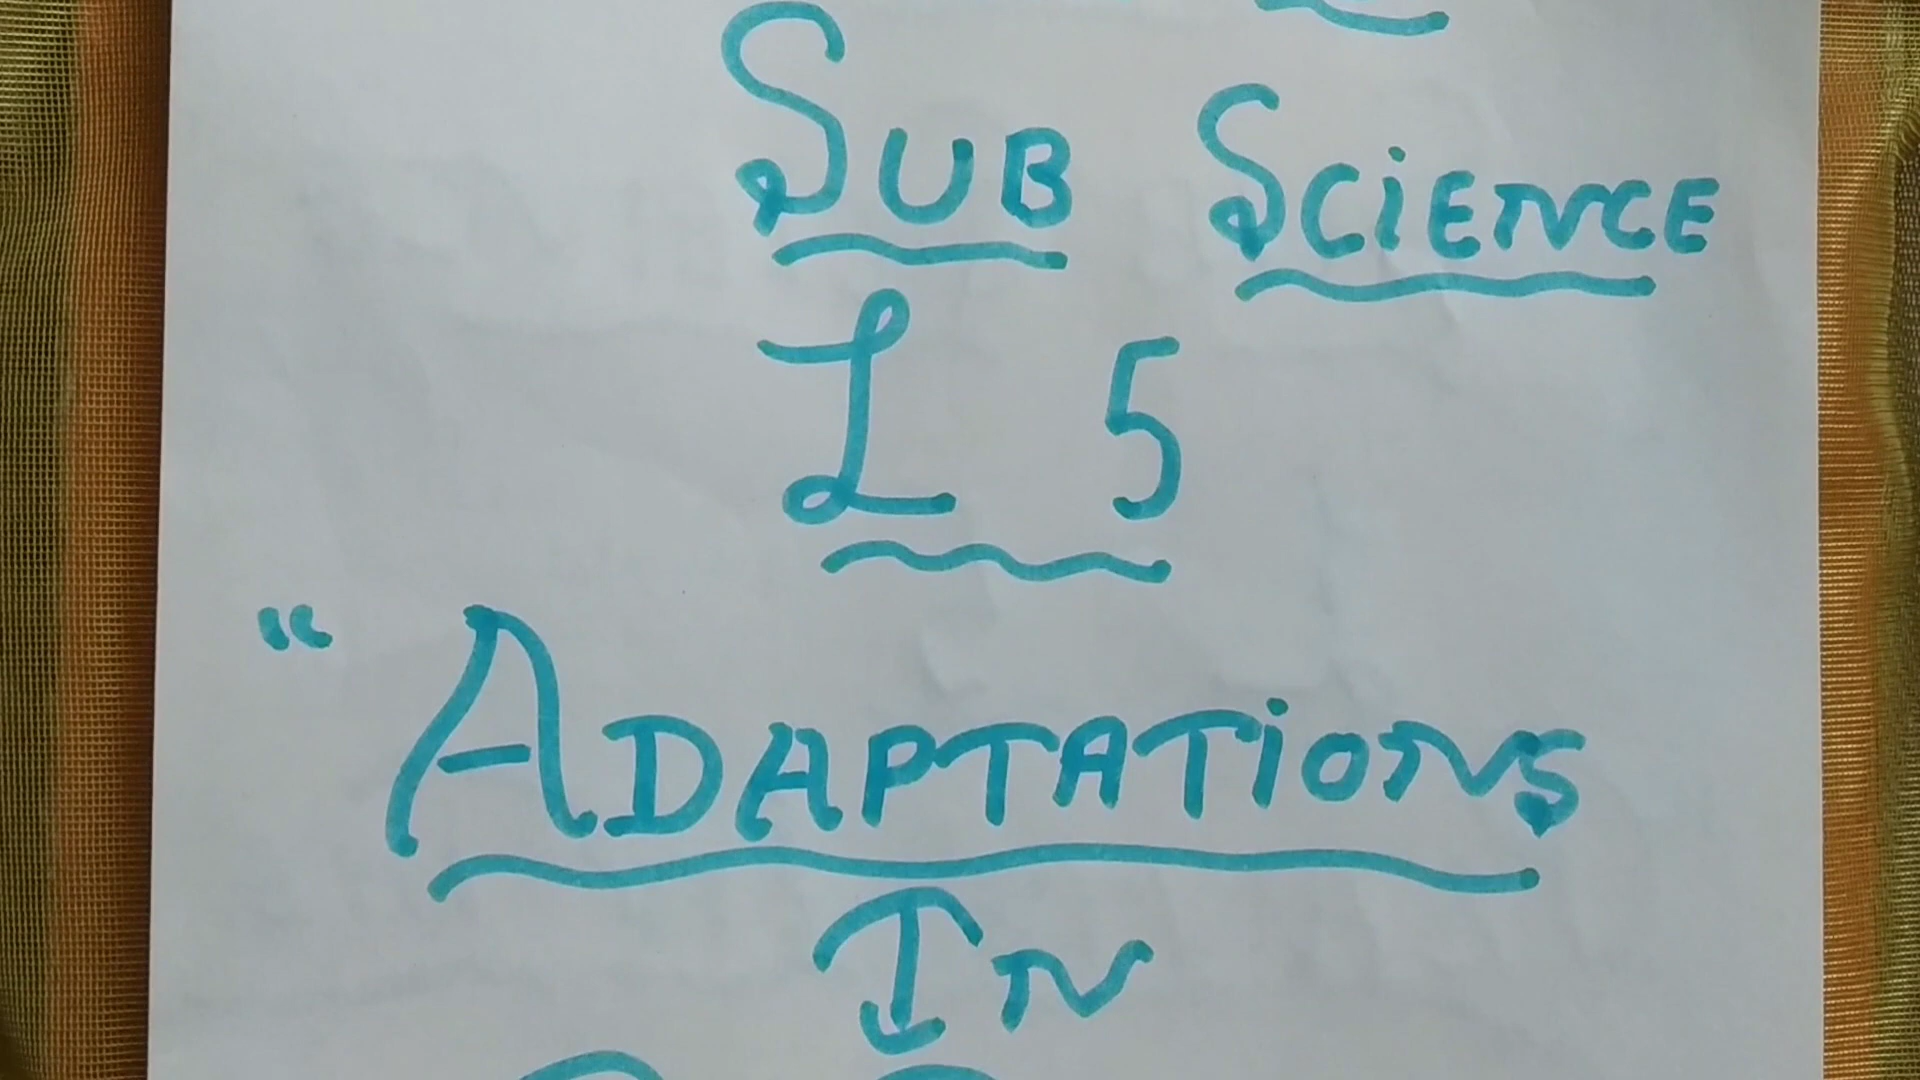 SUB SCiENCE
L 5
“ ADAPTATiONS
IN